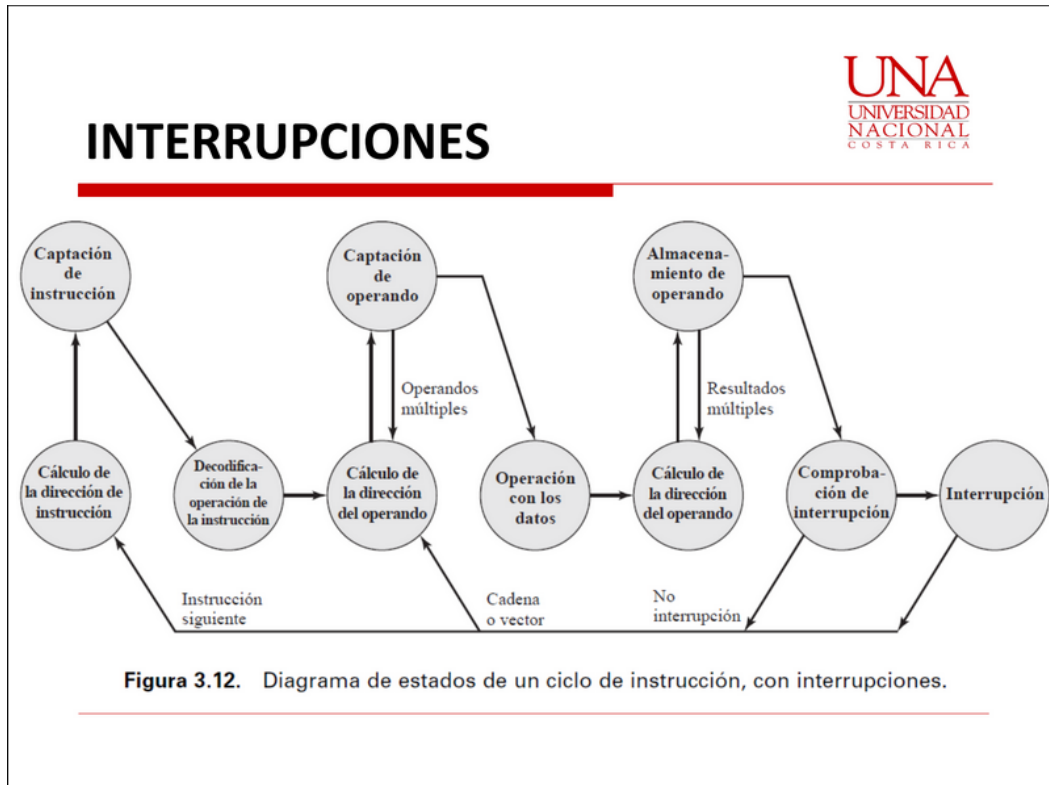 UNA
UNIVERSIDAD
NACIONAL
COSTA RICA
INTERRUPCIONES
Captación
de
instrucción
Captación
de
operando
Almacena-
miento de
operando
Operandos
múltiples
Resultados
múltiples
Cálculo de
la dirección de
instrucción
Decodifica-
ción de la
operación de
la instrucción
Cálculo de
la dirección
del operando
Operación
con los
datos
Cálculo de
la dirección
del operando
Comproba-
ción de
interrupción
Interrupción
Instrucción
siguiente
Cadena
o vector
No
interrupción
Figura 3.12. Diagrama de estados de un ciclo de instrucción, con interrupciones.